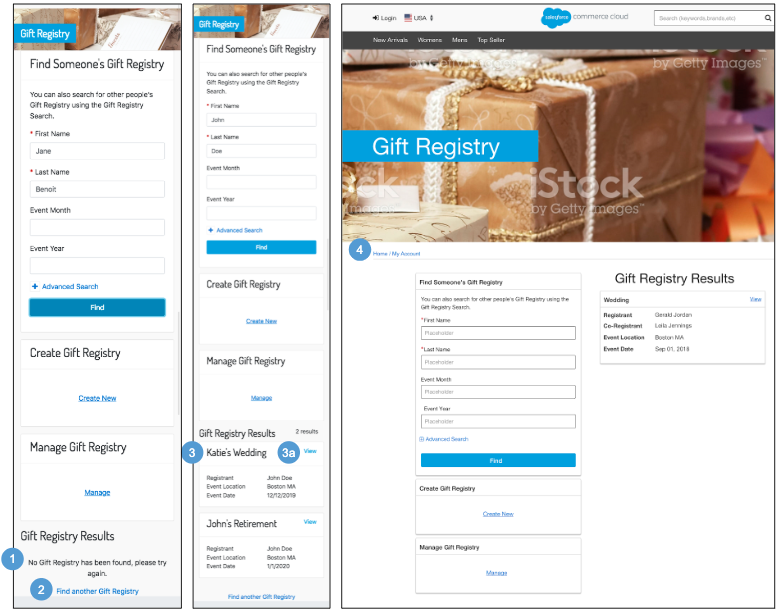 Gift Registry
Find Someone's Gift Registry
You can also search for other people's
Gift Registry using the Gift Registry
Search.
* First Name
Jane
* Last Name
Benoit
Event Month
Event Year
+ Advanced Search
Find
Create Gift Registry
Create New
Manage Gift Registry
Manage
Gift Registry Results
1
No Gift Registry has been found, please try
again.
2
Find another Gift Registry
Gift Registry
Find Someone's Gift Registry
You can also search for other people's
Gift Registry using the Gift Registry
Search.
* First Name
John
* Last Name
Doe
Event Month
Event Year
+ Advanced Search
Find
Create Gift Registry
Create New
Manage Gift Registry
Manage
Gift Registry Results 2 results
3 Katie's Wedding 3a View
Registrant John Doe
Event Location Boston MA
Event Date 12/12/2019
John's Retirement View
Registrant John Doe
Event Location Boston MA
Event Date 1/1/2020
Find another Gift Registry
Login USA salesforce commerce cloud Search (keywords,brands,etc)
New Arrivals Womens Mens Top Seller
by Getty Images™
by Getty Images™
Gift Registry
iStock
by Getty Images™
4
Home / My Account
Find Someone's Gift Registry
You can also search for other people's Gift Registry using the
Gift Registry Search.
*First Name
Placeholder
*Last Name
Placeholder
Event Month
Placeholder
Event Year
Placeholder
Advanced Search
Find
Create Gift Registry
Create New
Manage Gift Registry
Manage
Gift Registry Results
Wedding View
Registrant Gerald Jordan
Co-Registrant Leila Jennings
Event Location Boston MA
Event Date Sep 01, 2018